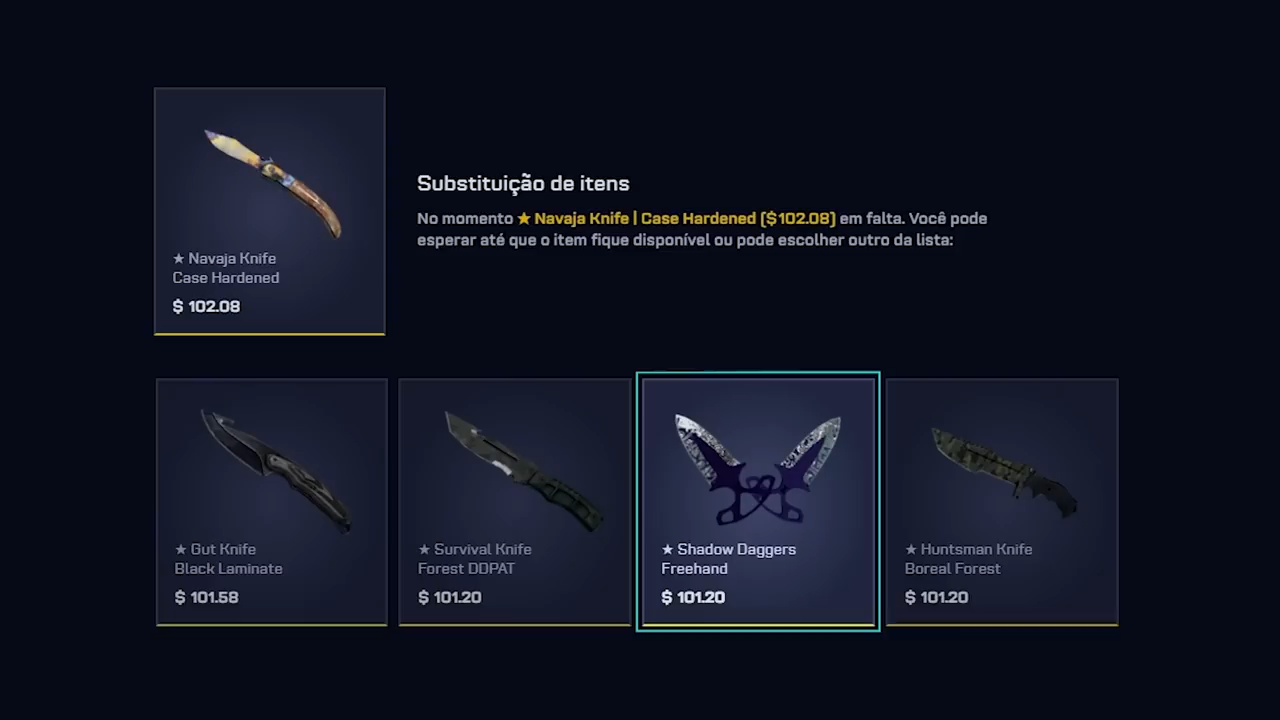 ★ Navaja Knife
Case Hardened
$ 102.08
Substituição de itens
No momento ★ Navaja Knife | Case Hardened ($102.08) em falta. Você pode
esperar até que o item fique disponível ou pode escolher outro da lista:
★ Gut Knife
Black Laminate
$ 101.58
★ Survival Knife
Forest DDPAT
$ 101.20
★ Shadow Daggers
Freehand
$ 101.20
★ Huntsman Knife
Boreal Forest
$ 101.20